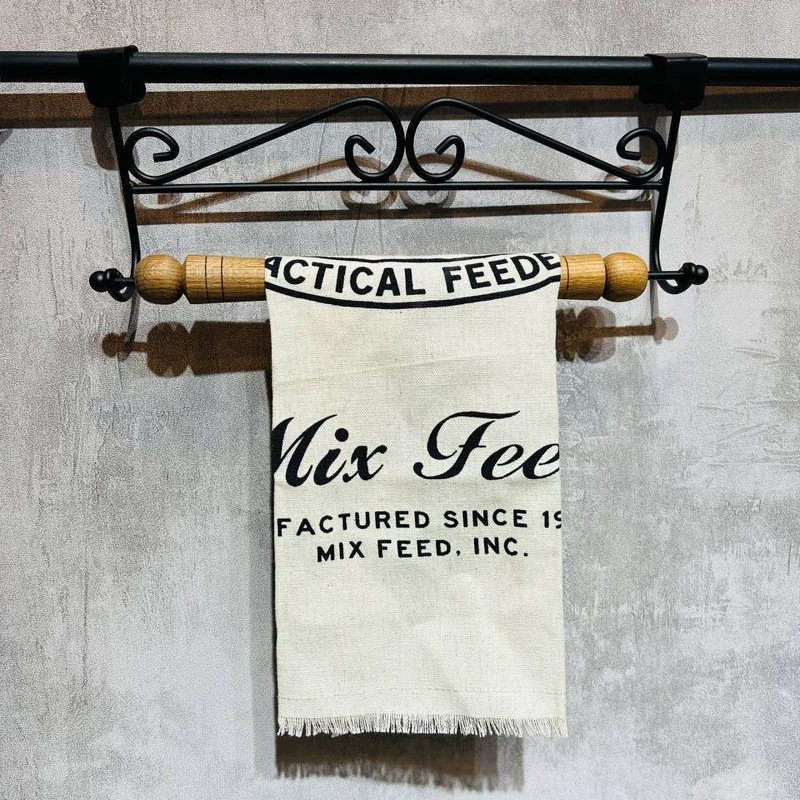 ACTICAL FEEDE
Mix Fee
FACTURED SINCE 19
MIX FEED, INC.